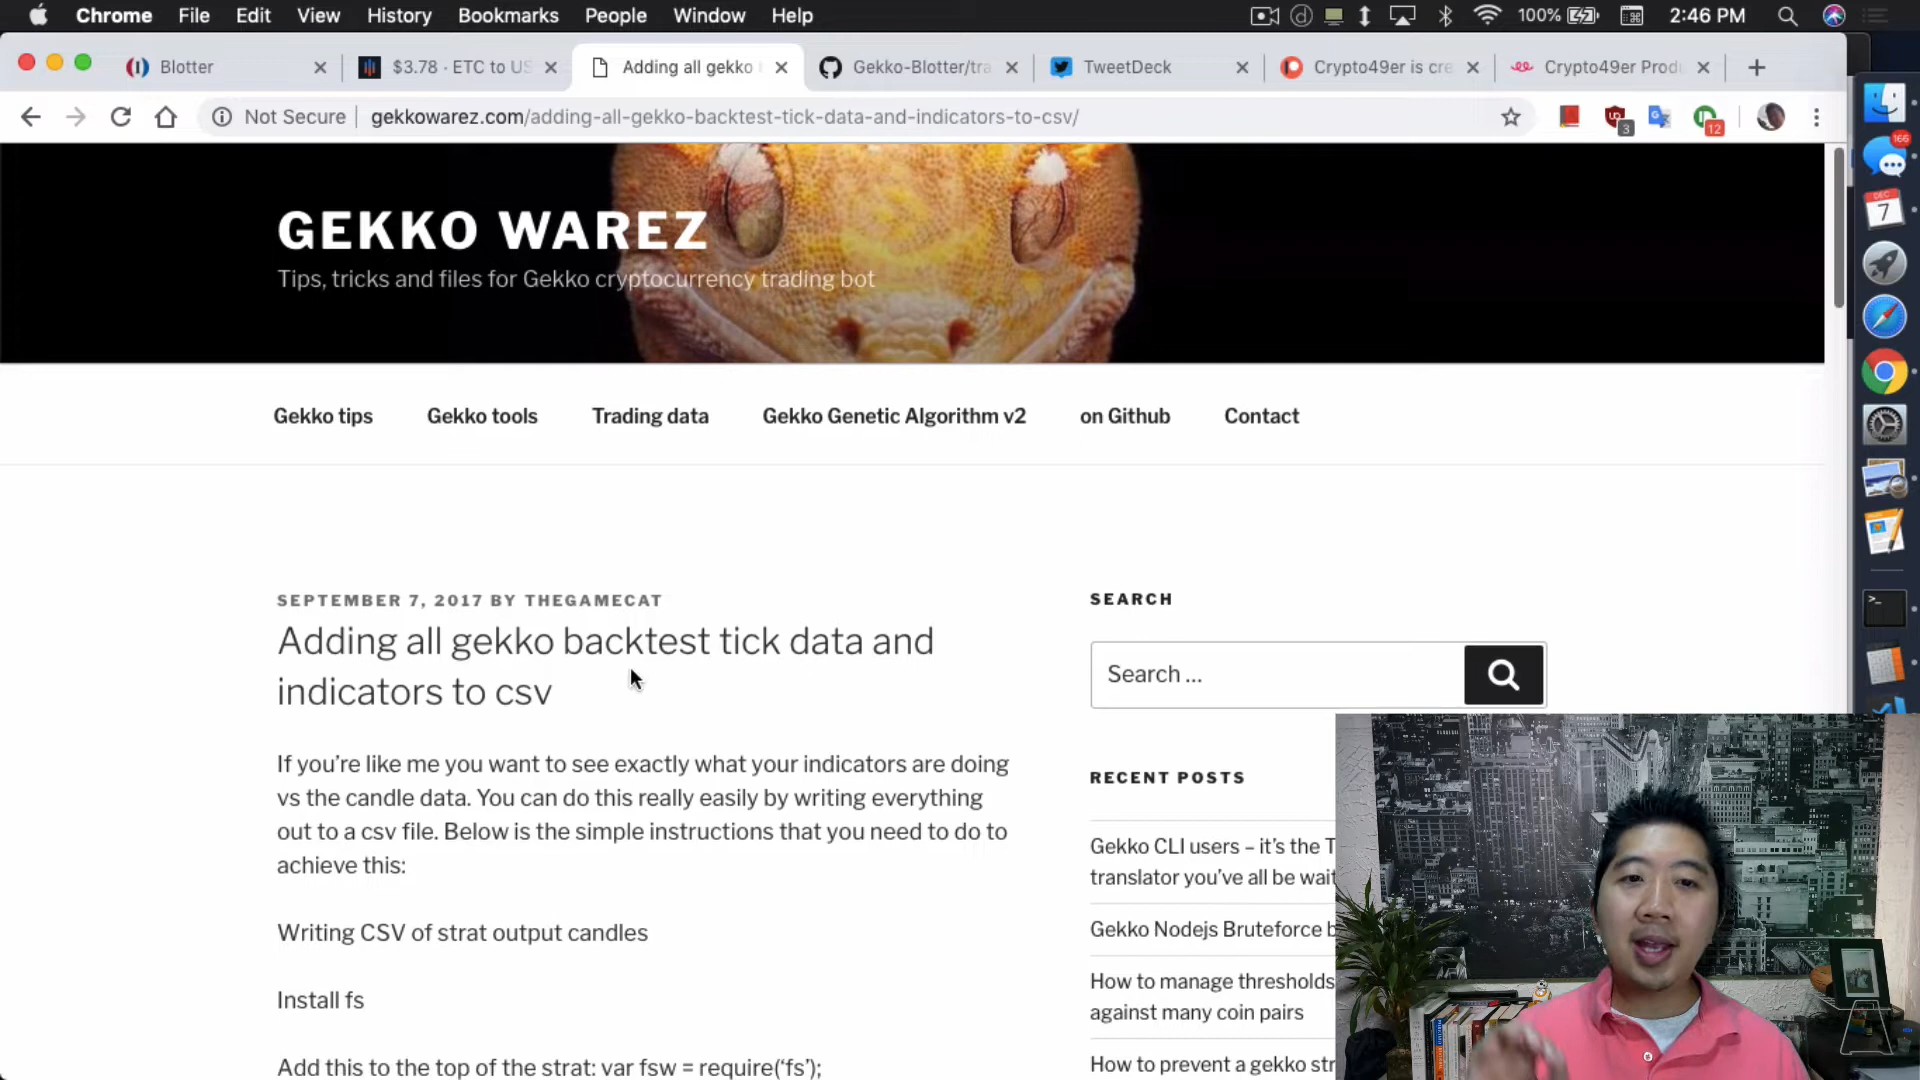 Chrome File Edit View History Bookmarks People Window Help 100% 2:46 PM
Blotter $3.78 · ETC to US Adding all gekko Gekko-Blotter/tra TweetDeck Crypto49er is cre Crypto49er Prod
Not Secure gekkowarez.com/adding-all-gekko-backtest-tick-data-and-indicators-to-csv/ 3 12
166
DEC
7
GEKKO WAREZ
Tips, tricks and files for Gekko cryptocurrency trading bot
Gekko tips Gekko tools Trading data Gekko Genetic Algorithm v2 on Github Contact
SEPTEMBER 7, 2017 BY THEGAMECAT
Adding all gekko backtest tick data and
indicators to csv
If you’re like me you want to see exactly what your indicators are doing
vs the candle data. You can do this really easily by writing everything
out to a csv file. Below is the simple instructions that you need to do to
achieve this:
Writing CSV of strat output candles
Install fs
Add this to the top of the strat: var fsw = require(‘fs’);
SEARCH
Search …
RECENT POSTS
Gekko CLI users – it’s the T
translator you’ve all be wait
Gekko Nodejs Bruteforce b
How to manage thresholds
against many coin pairs
How to prevent a gekko str